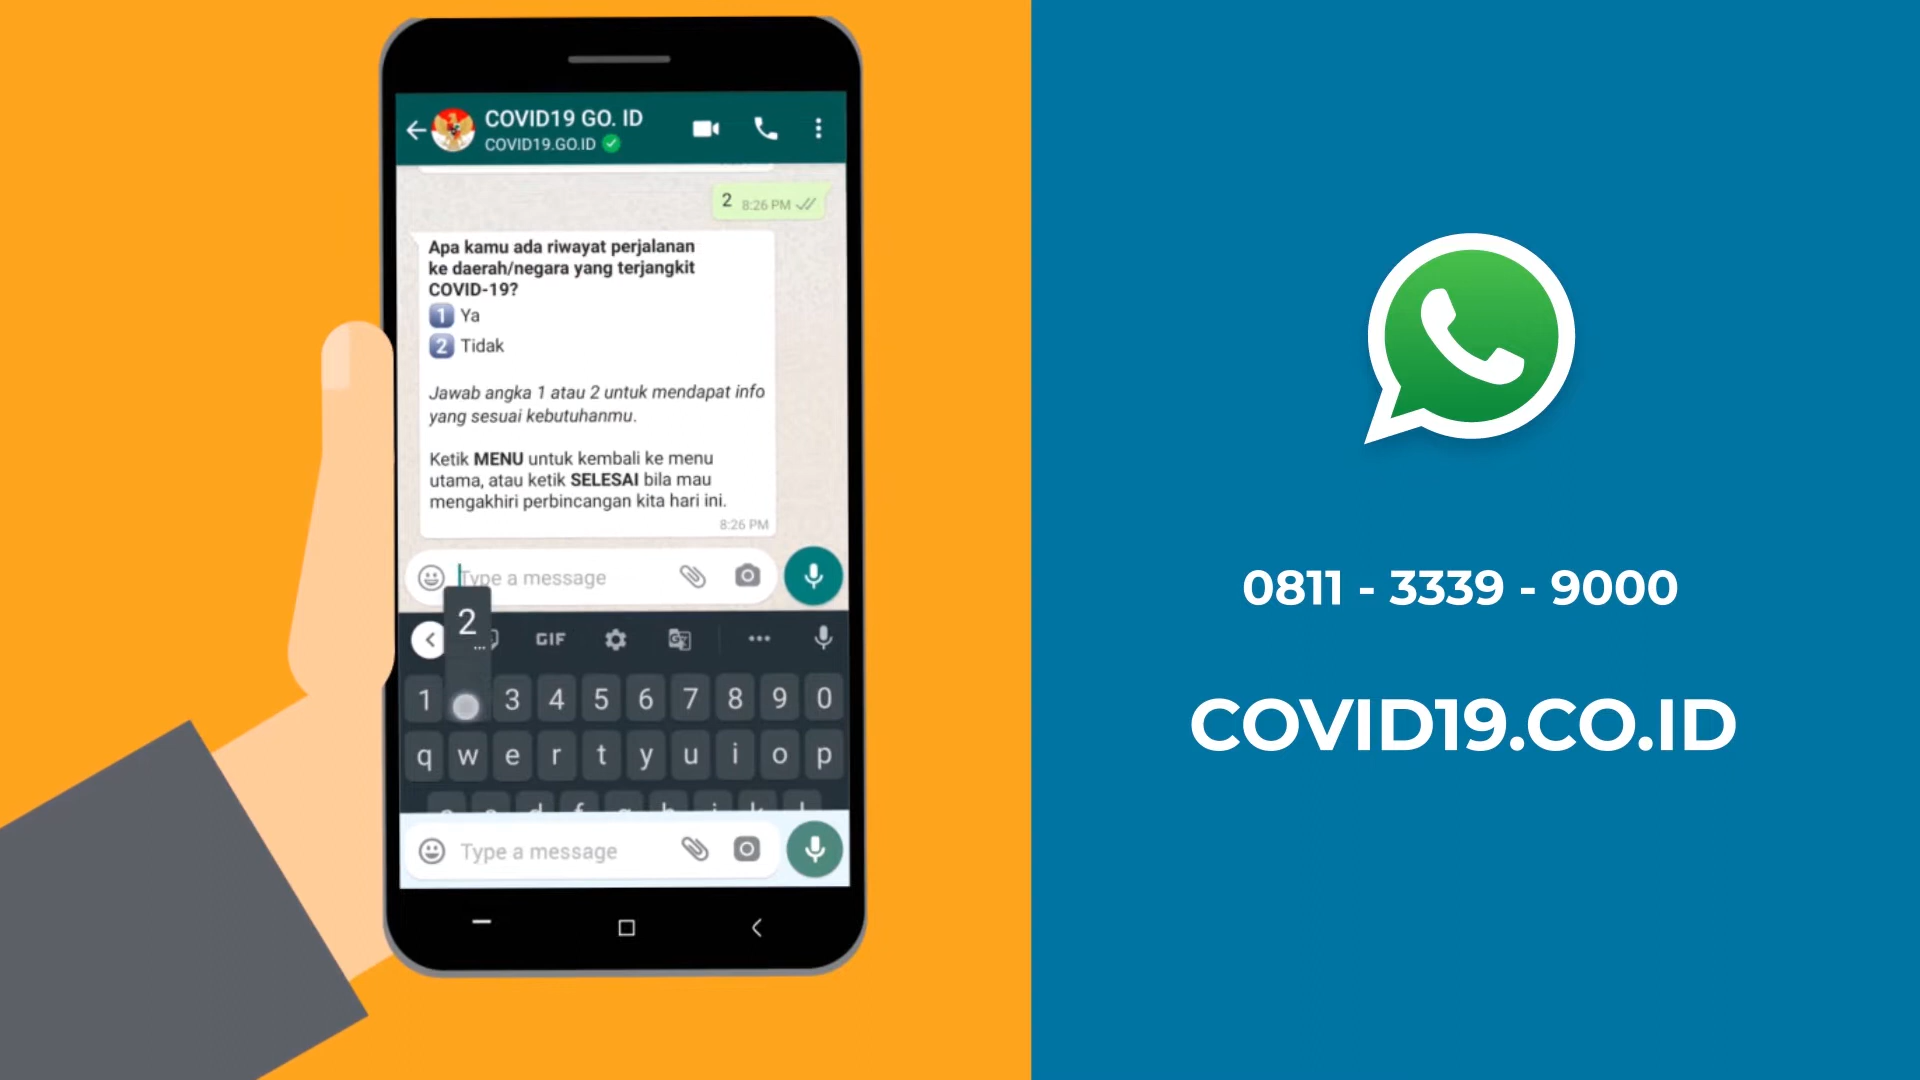 COVID19 GO. ID
COVID19.GO.ID
2 8:26 PM
Apa kamu ada riwayat perjalanan
ke daerah/negara yang terjangkit
COVID-19?
1 Ya
2 Tidak
Jawab angka 1 atau 2 untuk mendapat info
yang sesuai kebutuhanmu.
Ketik MENU untuk kembali ke menu
utama, atau ketik SELESAI bila mau
mengakhiri perbincangan kita hari ini.
8:26 PM
Type a message
2
GIF
1 3 4 5 6 7 8 9 0
q w e r t y u i o p
Type a message
0811 - 3339 - 9000
COVID19.CO.ID